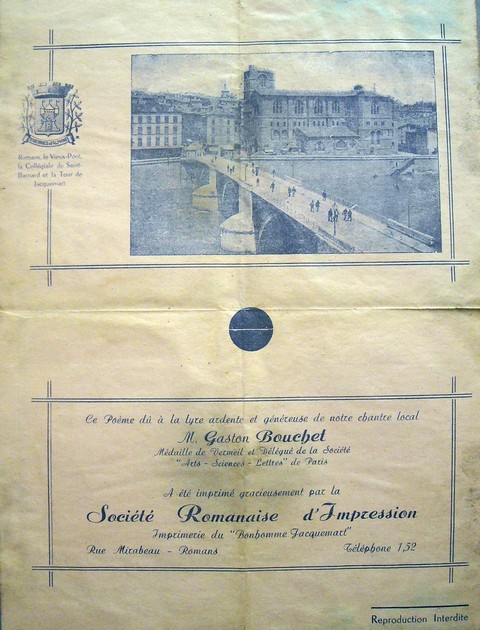 Romans, le Vieux-Pont,
la Collégiale de Saint-
Barnard et la Tour de
Jacquemart
Ce Poème dû à la lyre ardente et généreuse de notre chantre local
M. Gaston Bouchet
Médaille de Vermeil et Délégué de la Société
"Arts - Sciences - Lettres" de Paris
A été imprimé gracieusement par la
Société Romanaise d'Impression
Imprimerie du "Bonhomme Jacquemart"
Rue Mirabeau - Romans Téléphone 1,52
Reproduction Interdite